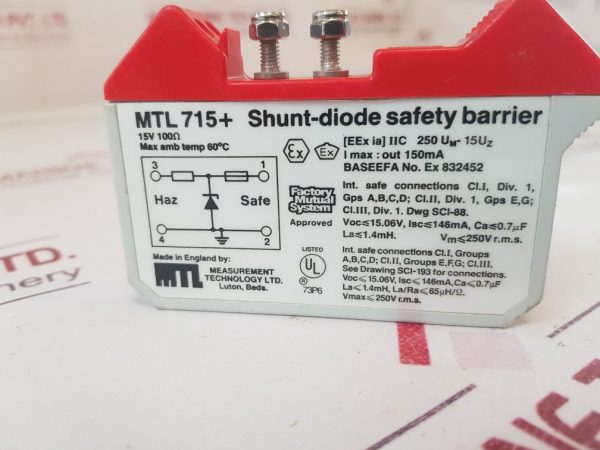 MTL 715+ Shunt-diode safety barrier
15V 100Ω
Max amb temp 60°C
3 1
Haz Safe
4 2
Made in England by:
MTL
MEASUREMENT
TECHNOLOGY LTD.
Luton, Beds.
Ex Ex
[EEx ia] IIC 250 UM- 15UZ
I max: out 150mA
BASEEFA No. Ex 832452
Factory
Mutual
System
Approved
Int. safe connections Cl.I, Div. 1,
Gps A,B,C,D; Cl.II, Div. 1, Gps E,G;
Cl.III, Div. 1. Dwg SCI-88.
Voc≤15.06V, Isc≤146mA, Ca≤0.7µF
La≤1.4mH. Vm≤250V r.m.s.
LISTED
UL
®
73P6
Int. safe connections Cl.I, Groups
A,B,C,D; Cl.II, Groups E,F,G; Cl.III.
See Drawing SCI-193 for connections.
Voc≤15.06V, Isc≤146mA, Ca≤0.7µF
La≤1.4mH, La/Ra≤65µH/Ω.
Vmax≤250V r.m.s.
TD.